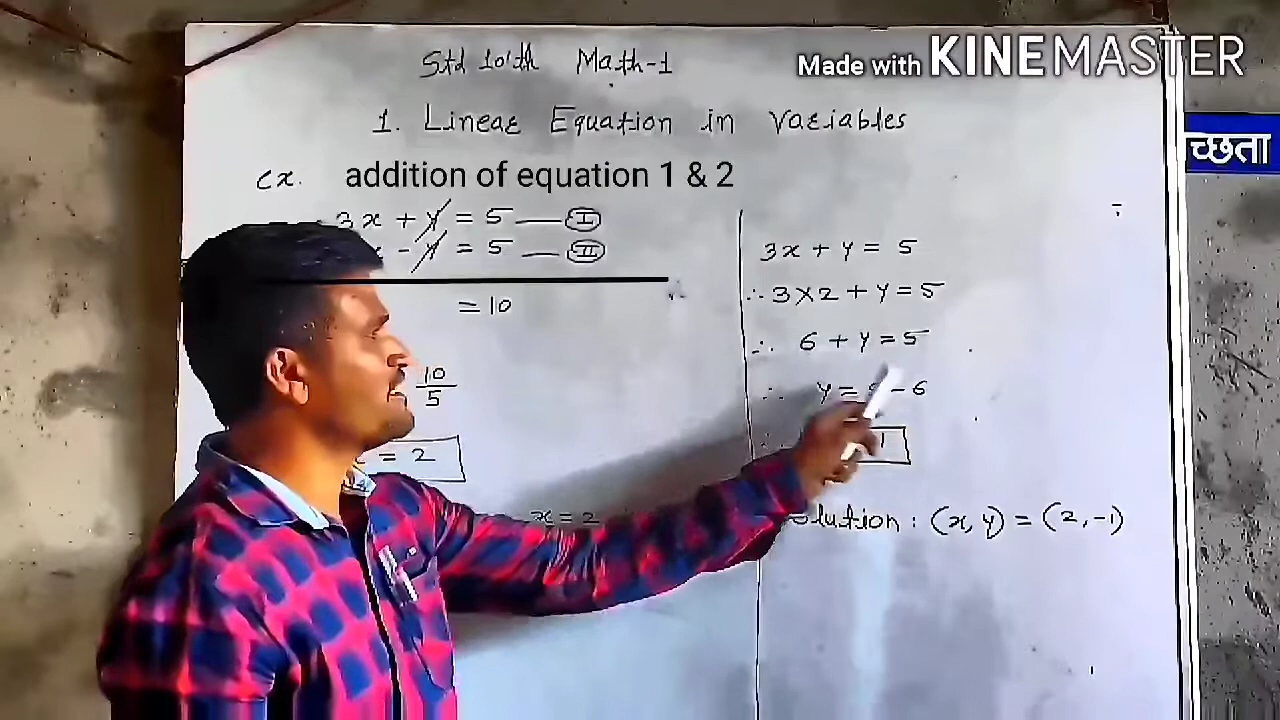 Made with KINEMASTER
Std 10'th Math-1
1. Linear Equation in Variables
च्छता
ex. addition of equation 1 & 2
3x + y = 5 — I
x - y = 5 — II
= 10
10
5
= 2
x = 2
3x + y = 5
∴ 3×2 + y = 5
∴ 6 + y = 5
∴ y = - 6
1
olution : (x, y) = (2, -1)